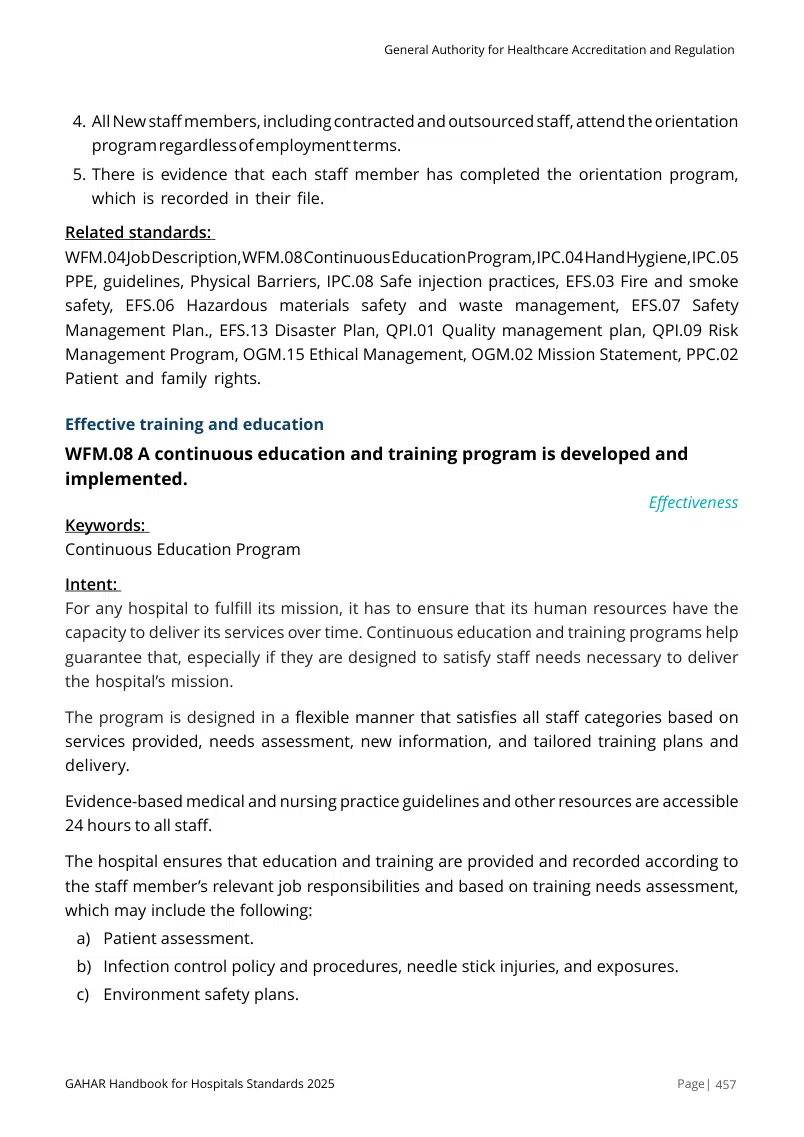 General Authority for Healthcare Accreditation and Regulation
4. All New staff members, including contracted and outsourced staff, attend the orientation
program regardless of employment terms.
5. There is evidence that each staff member has completed the orientation program,
which is recorded in their file.
Related standards:
WFM.04 Job Description, WFM.08 Continuous Education Program, IPC.04 Hand Hygiene, IPC.05
PPE, guidelines, Physical Barriers, IPC.08 Safe injection practices, EFS.03 Fire and smoke
safety, EFS.06 Hazardous materials safety and waste management, EFS.07 Safety
Management Plan., EFS.13 Disaster Plan, QPI.01 Quality management plan, QPI.09 Risk
Management Program, OGM.15 Ethical Management, OGM.02 Mission Statement, PPC.02
Patient and family rights.
Effective training and education
WFM.08 A continuous education and training program is developed and
implemented.
Effectiveness
Keywords:
Continuous Education Program
Intent:
For any hospital to fulfill its mission, it has to ensure that its human resources have the
capacity to deliver its services over time. Continuous education and training programs help
guarantee that, especially if they are designed to satisfy staff needs necessary to deliver
the hospital’s mission.
The program is designed in a flexible manner that satisfies all staff categories based on
services provided, needs assessment, new information, and tailored training plans and
delivery.
Evidence-based medical and nursing practice guidelines and other resources are accessible
24 hours to all staff.
The hospital ensures that education and training are provided and recorded according to
the staff member’s relevant job responsibilities and based on training needs assessment,
which may include the following:
a) Patient assessment.
b) Infection control policy and procedures, needle stick injuries, and exposures.
c) Environment safety plans.
GAHAR Handbook for Hospitals Standards 2025
Page| 457